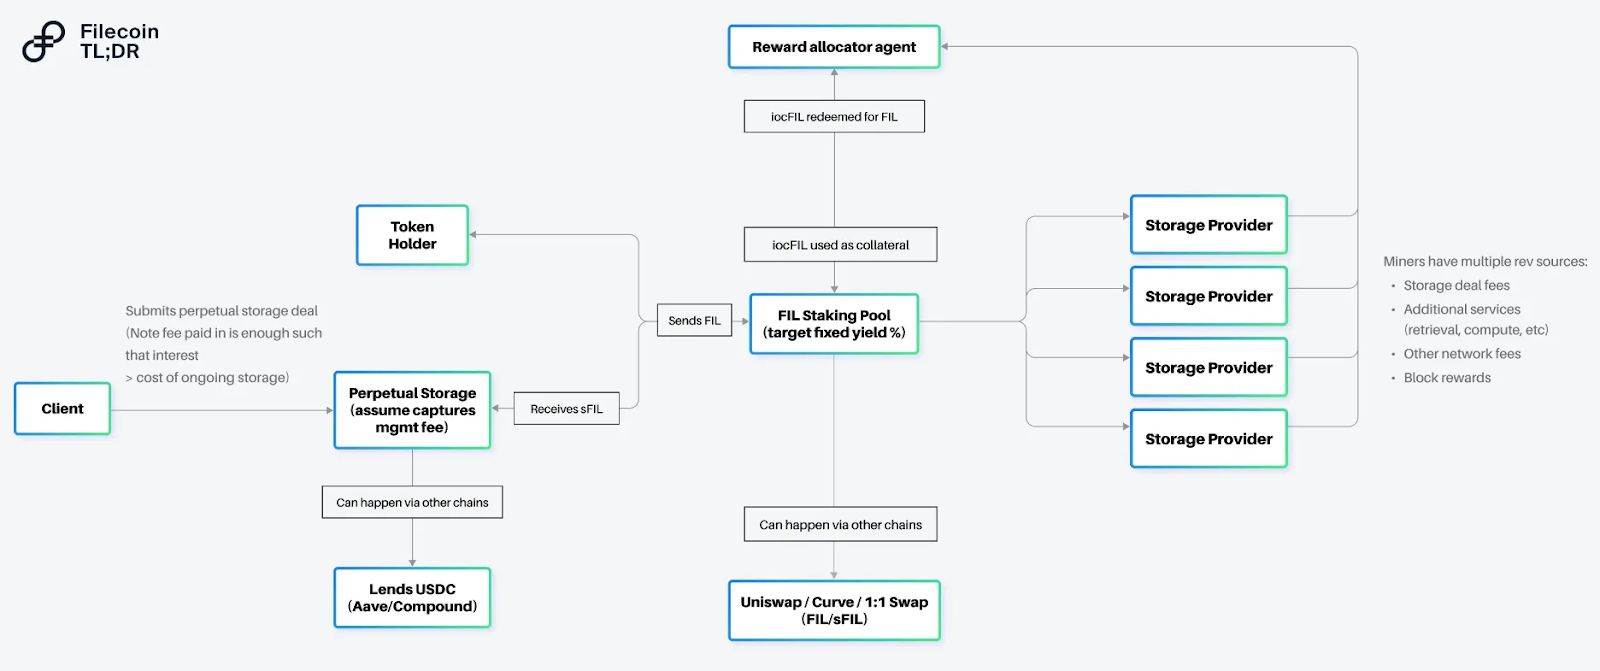 Filecoin
TL;DR
Reward allocator agent
iocFIL redeemed for FIL
Token
Holder
iocFIL used as collateral
Storage Provider
Storage Provider
Storage Provider
Storage Provider
Miners have multiple rev sources:
• Storage deal fees
• Additional services
(retrieval, compute, etc)
• Other network fees
• Block rewards
Sends FIL
FIL Staking Pool
(target fixed yield %)
Submits perpetual storage deal
(Note fee paid in is enough such
that interest
> cost of ongoing storage)
Client
Perpetual Storage
(assume captures
mgmt fee)
Receives sFIL
Can happen via other chains
Can happen via other chains
Lends USDC
(Aave/Compound)
Uniswap / Curve / 1:1 Swap
(FIL/sFIL)